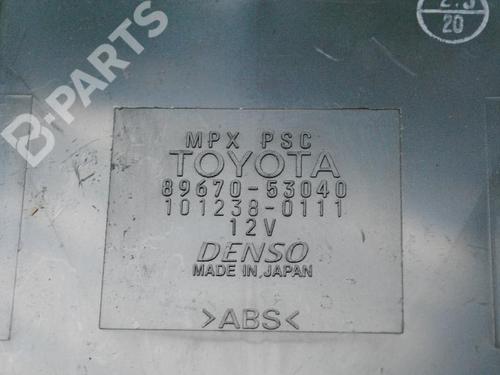 B-PARTS
20
MPX PSC
TOYOTA
89670-53040
101238-0111
12V
DENSO
MADE IN JAPAN
>ABS<